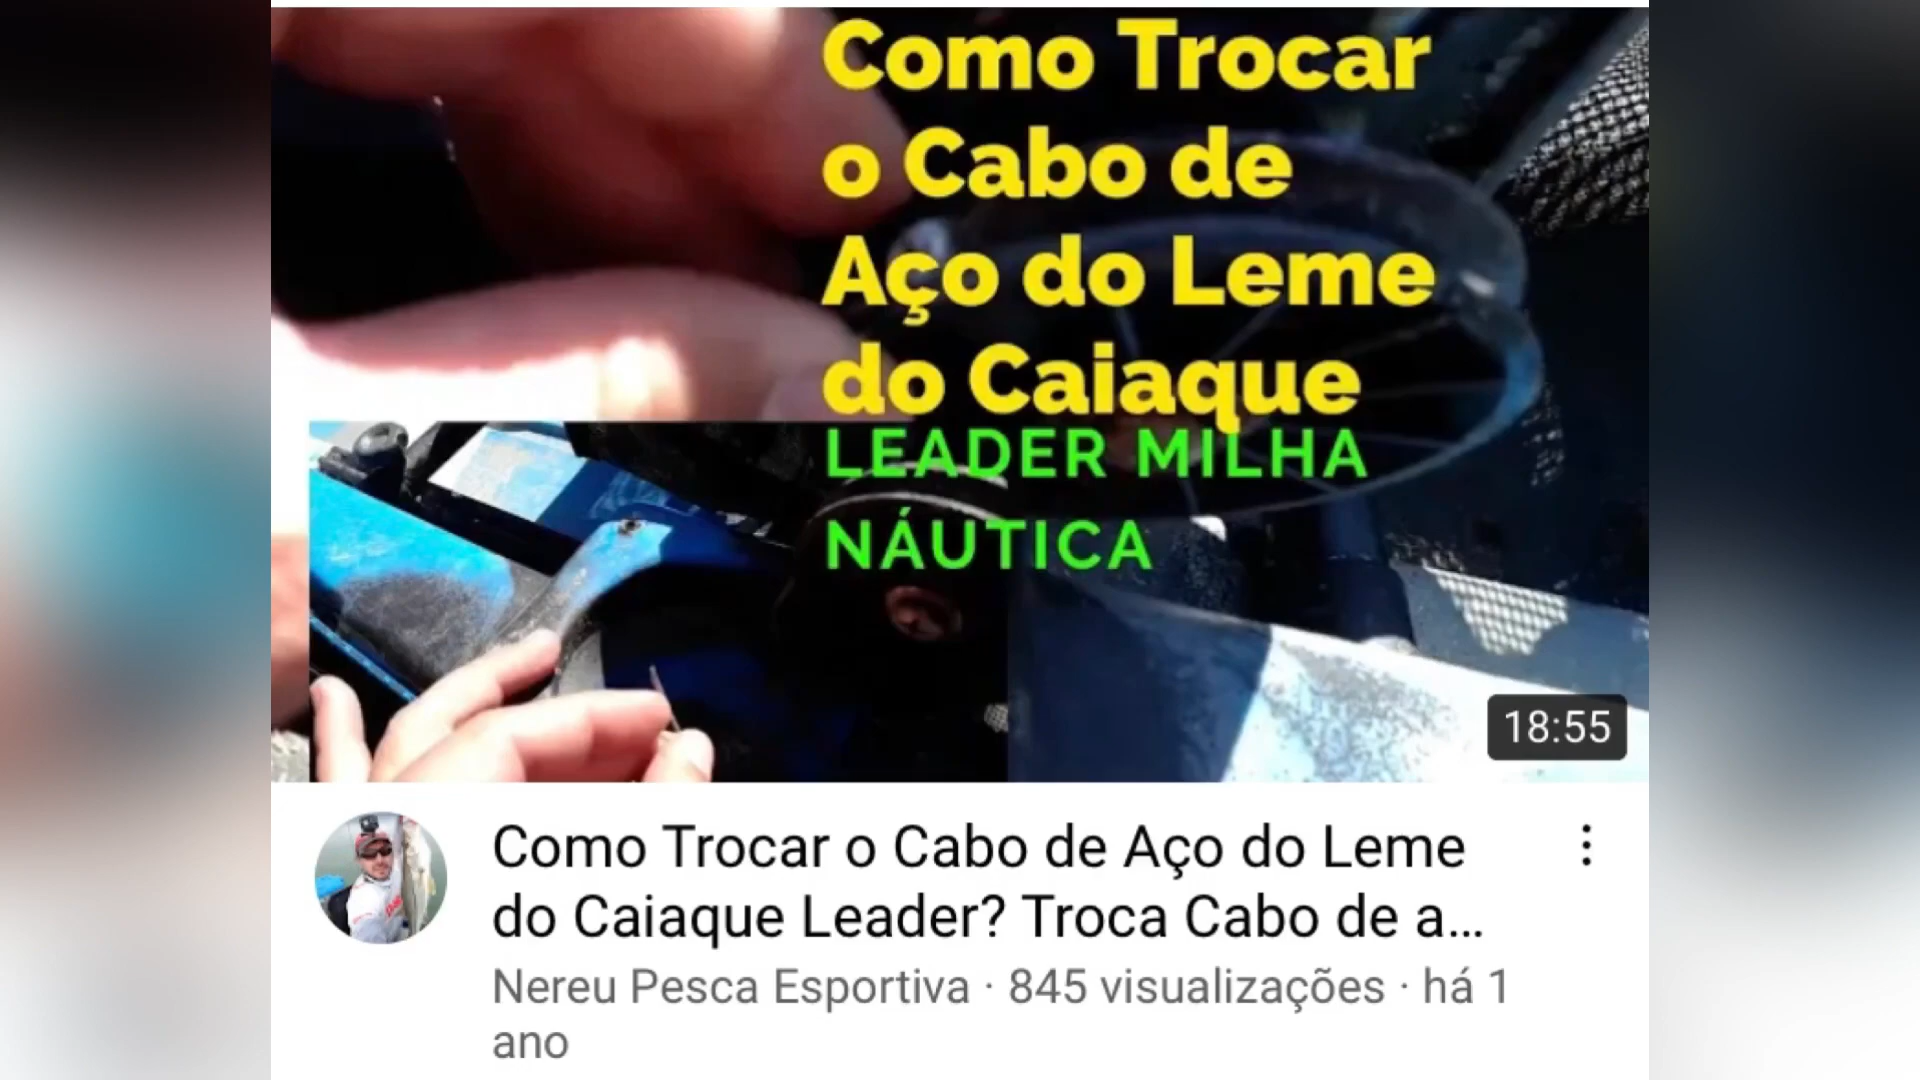 Como Trocar
o Cabo de
Aço do Leme
do Caiaque
LEADER MILHA
NÁUTICA
18:55
Como Trocar o Cabo de Aço do Leme
do Caiaque Leader? Troca Cabo de a...
Nereu Pesca Esportiva · 845 visualizações · há 1
ano